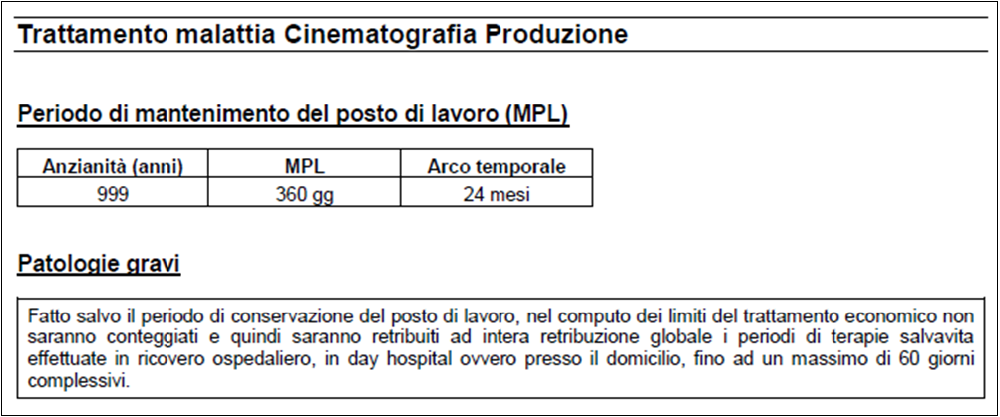 Trattamento malattia Cinematografia Produzione
Periodo di mantenimento del posto di lavoro (MPL)
Anzianità (anni) MPL Arco temporale
999 360 gg 24 mesi
Patologie gravi
Fatto salvo il periodo di conservazione del posto di lavoro, nel computo dei limiti del trattamento economico non
saranno conteggiati e quindi saranno retribuiti ad intera retribuzione globale i periodi di terapie salvavita
effettuate in ricovero ospedaliero, in day hospital ovvero presso il domicilio, fino ad un massimo di 60 giorni
complessivi.